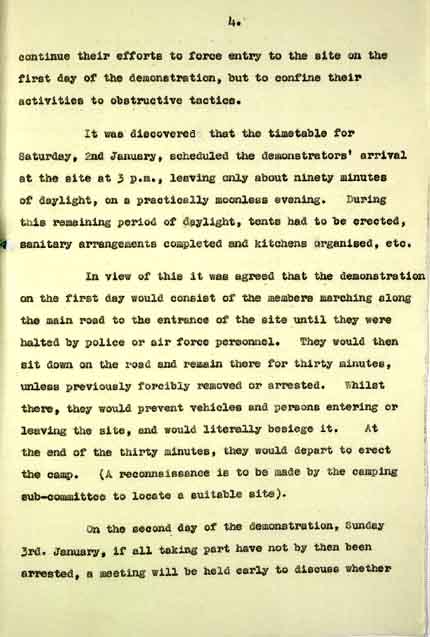 4.
continue their efforts to force entry to the site on the
first day of the demonstration, but to confine their
activities to obstructive tactics.
It was discovered that the timetable for
Saturday, 2nd January, scheduled the demonstrators' arrival
at the site at 3 p.m., leaving only about ninety minutes
of daylight, on a practically moonless evening. During
this remaining period of daylight, tents had to be erected,
sanitary arrangements completed and kitchens organised, etc.
In view of this it was agreed that the demonstration
on the first day would consist of the members marching along
the main road to the entrance of the site until they were
halted by police or air force personnel. They would then
sit down on the road and remain there for thirty minutes,
unless previously forcibly removed or arrested. Whilst
there, they would prevent vehicles and persons entering or
leaving the site, and would literally besiege it. At
the end of the thirty minutes, they would depart to erect
the camp. (A reconnaissance is to be made by the camping
sub-committee to locate a suitable site).
On the second day of the demonstration, Sunday
3rd. January, if all taking part have not by then been
arrested, a meeting will be held early to discuss whether